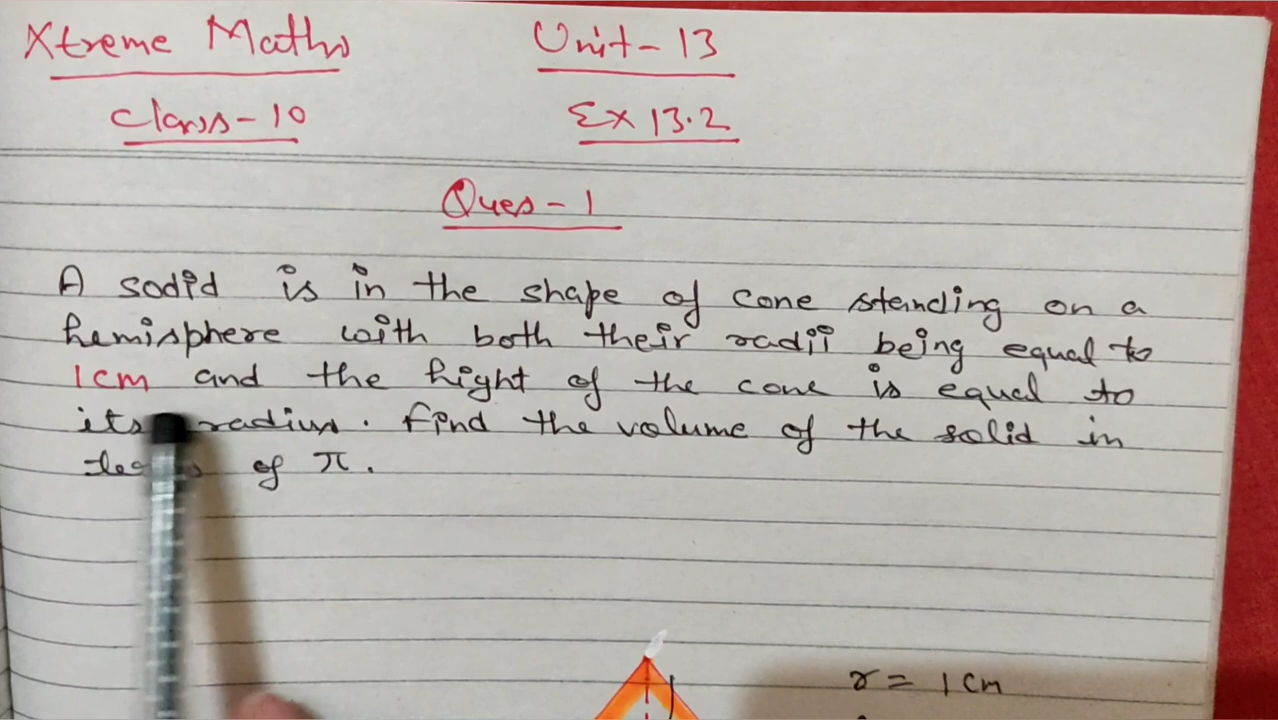 Xtreme Maths Unit-13
Class-10 Ex 13.2
Ques-1
A sodid is in the shape of cone standing on a
hemisphere with both their radii being equal to
1cm and the hight of the cone is equal to
its radius. find the volume of the solid in
of π.
r = 1 cm